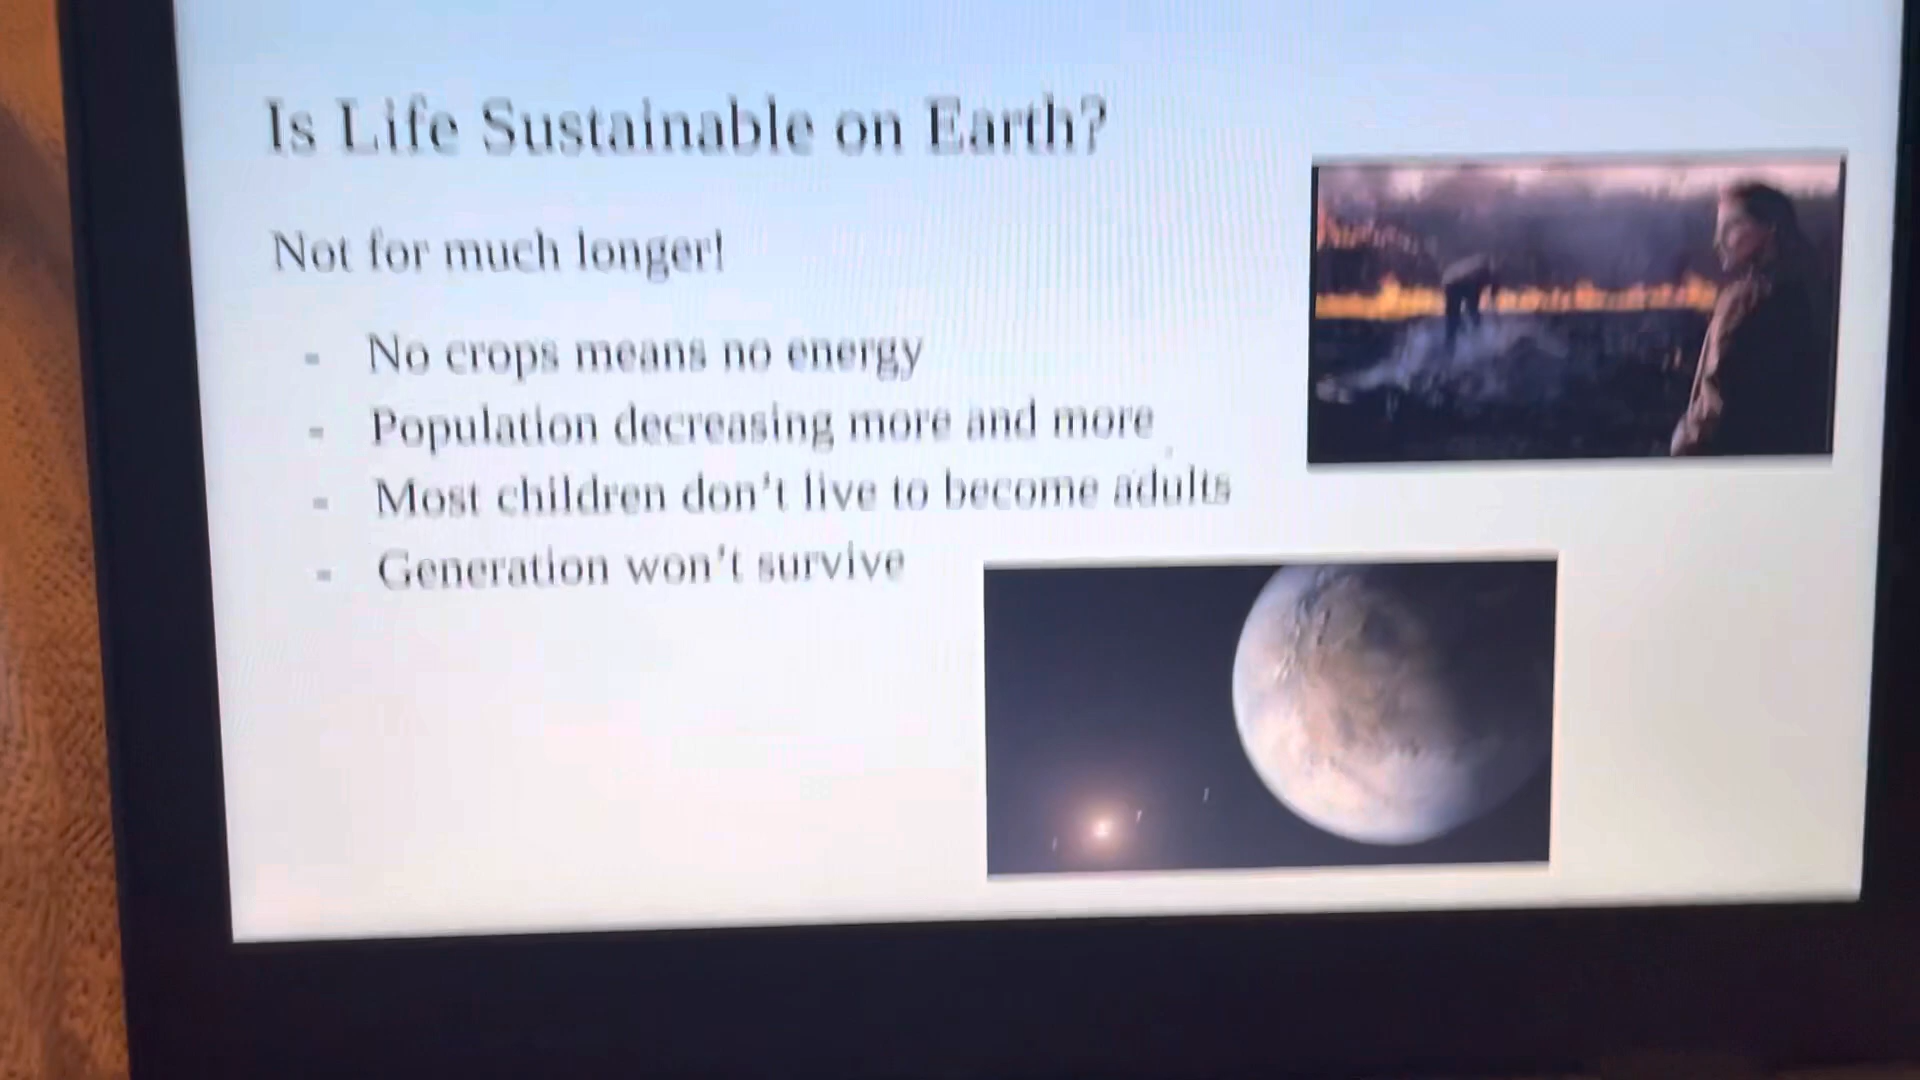 Is Life Sustainable on Earth?
Not for much longer!
- No crops means no energy
- Population decreasing more and more
- Most children don't live to become adults
- Generation won't survive